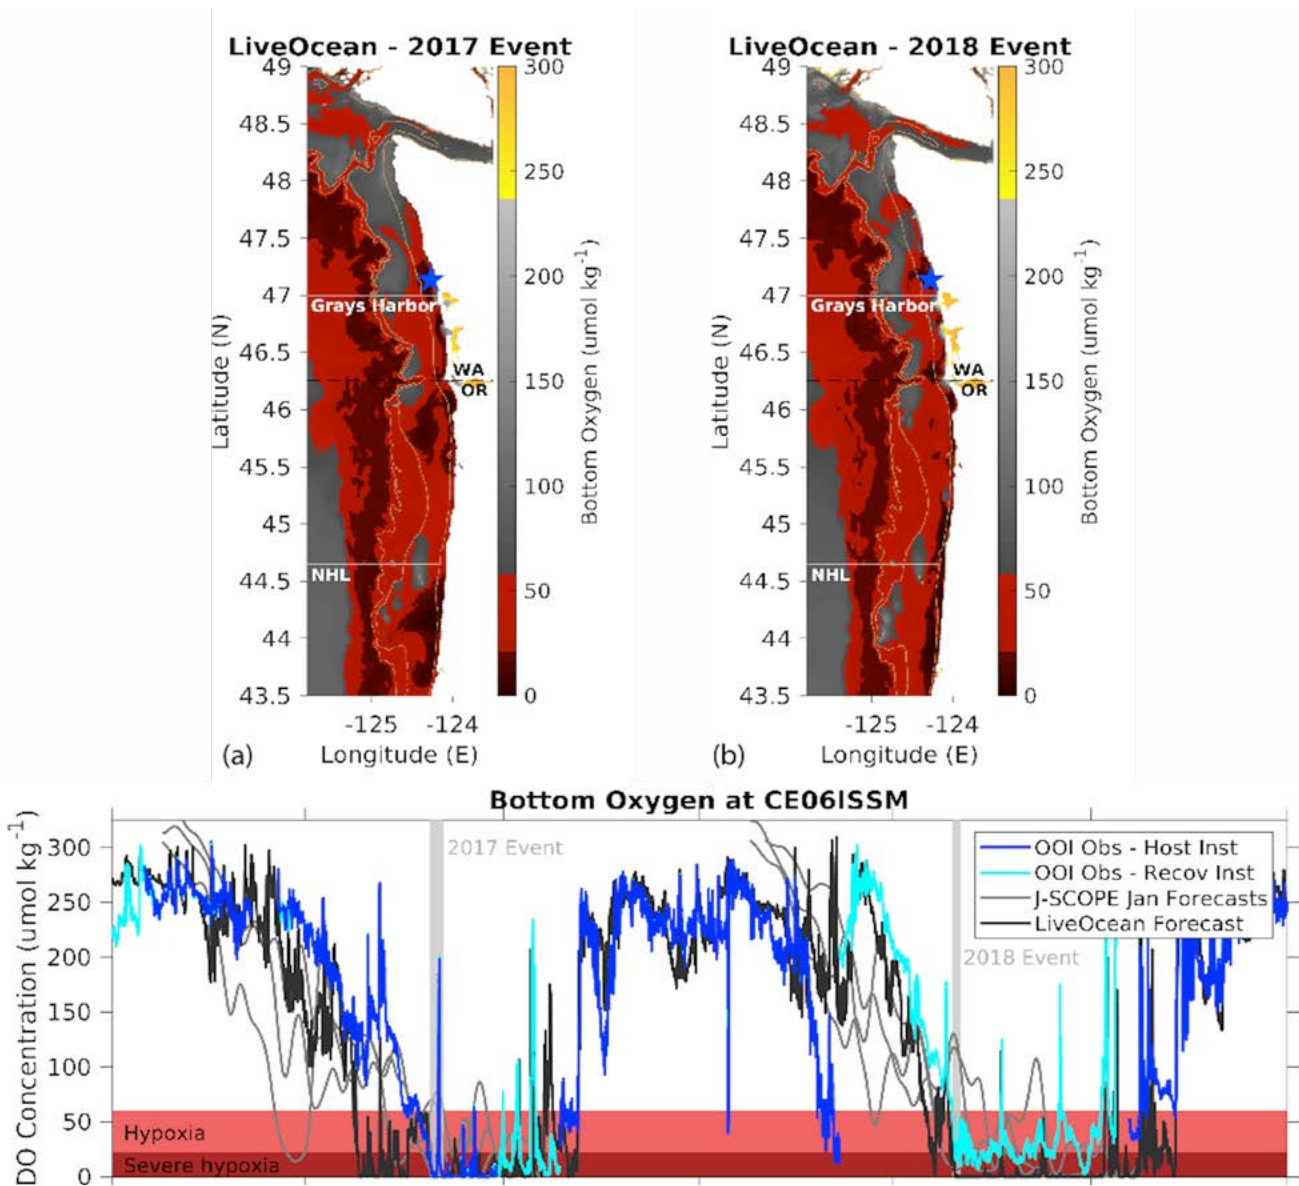 LiveOcean - 2017 Event
49
48.5
48
47.5
47
46.5
46
45.5
45
44.5
44
43.5
Latitude (N)
Grays Harbor
WA
OR
NHL
-125
-124
Longitude (E)
(a)
300
250
200
150
100
50
0
Bottom Oxygen (umol kg⁻¹)
LiveOcean - 2018 Event
49
48.5
48
47.5
47
46.5
46
45.5
45
44.5
44
43.5
Latitude (N)
Grays Harbor
WA
OR
NHL
-125
-124
Longitude (E)
(b)
300
250
200
150
100
50
0
Bottom Oxygen (umol kg⁻¹)
Bottom Oxygen at CE06ISSM
DO Concentration (umol kg⁻¹)
300
250
200
150
100
50
0
2017 Event
2018 Event
OOI Obs - Host Inst
OOI Obs - Recov Inst
J-SCOPE Jan Forecasts
LiveOcean Forecast
Hypoxia
Severe hypoxia